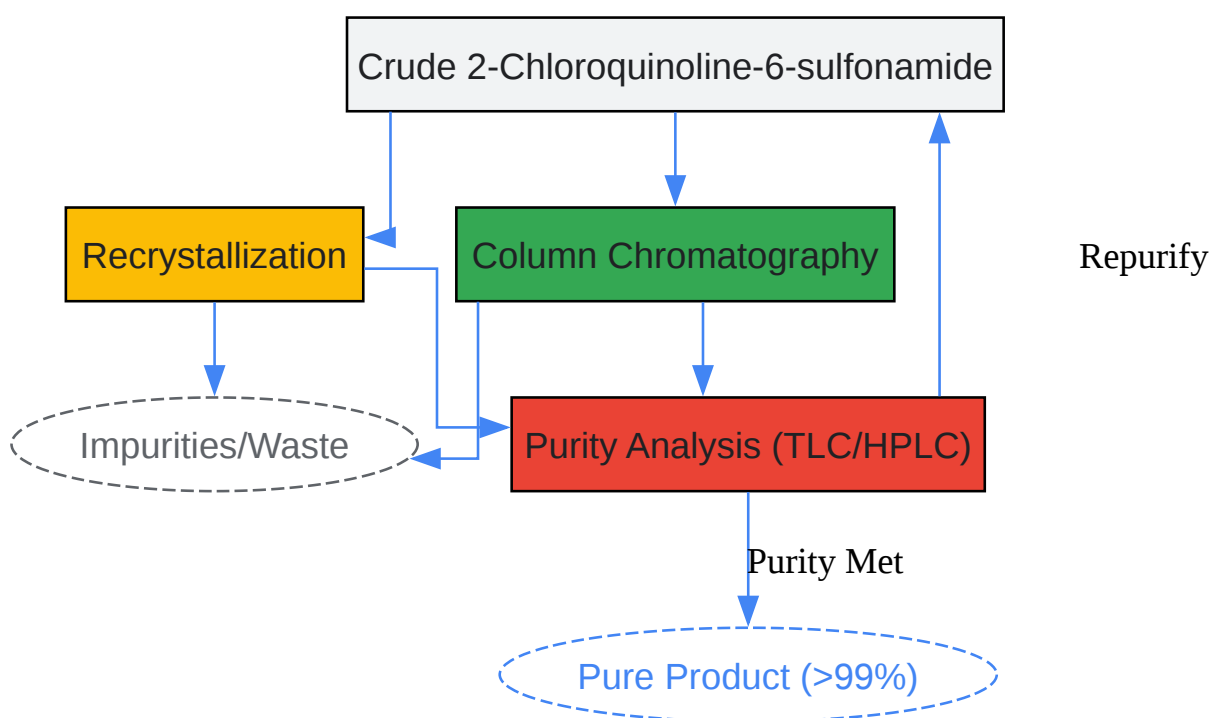 Crude 2-Chloroquinoline-6-sulfonamide
Recrystallization
Column Chromatography
Repurify
Impurities/Waste
Purity Analysis (TLC/HPLC)
Purity Met
Pure Product (>99%)